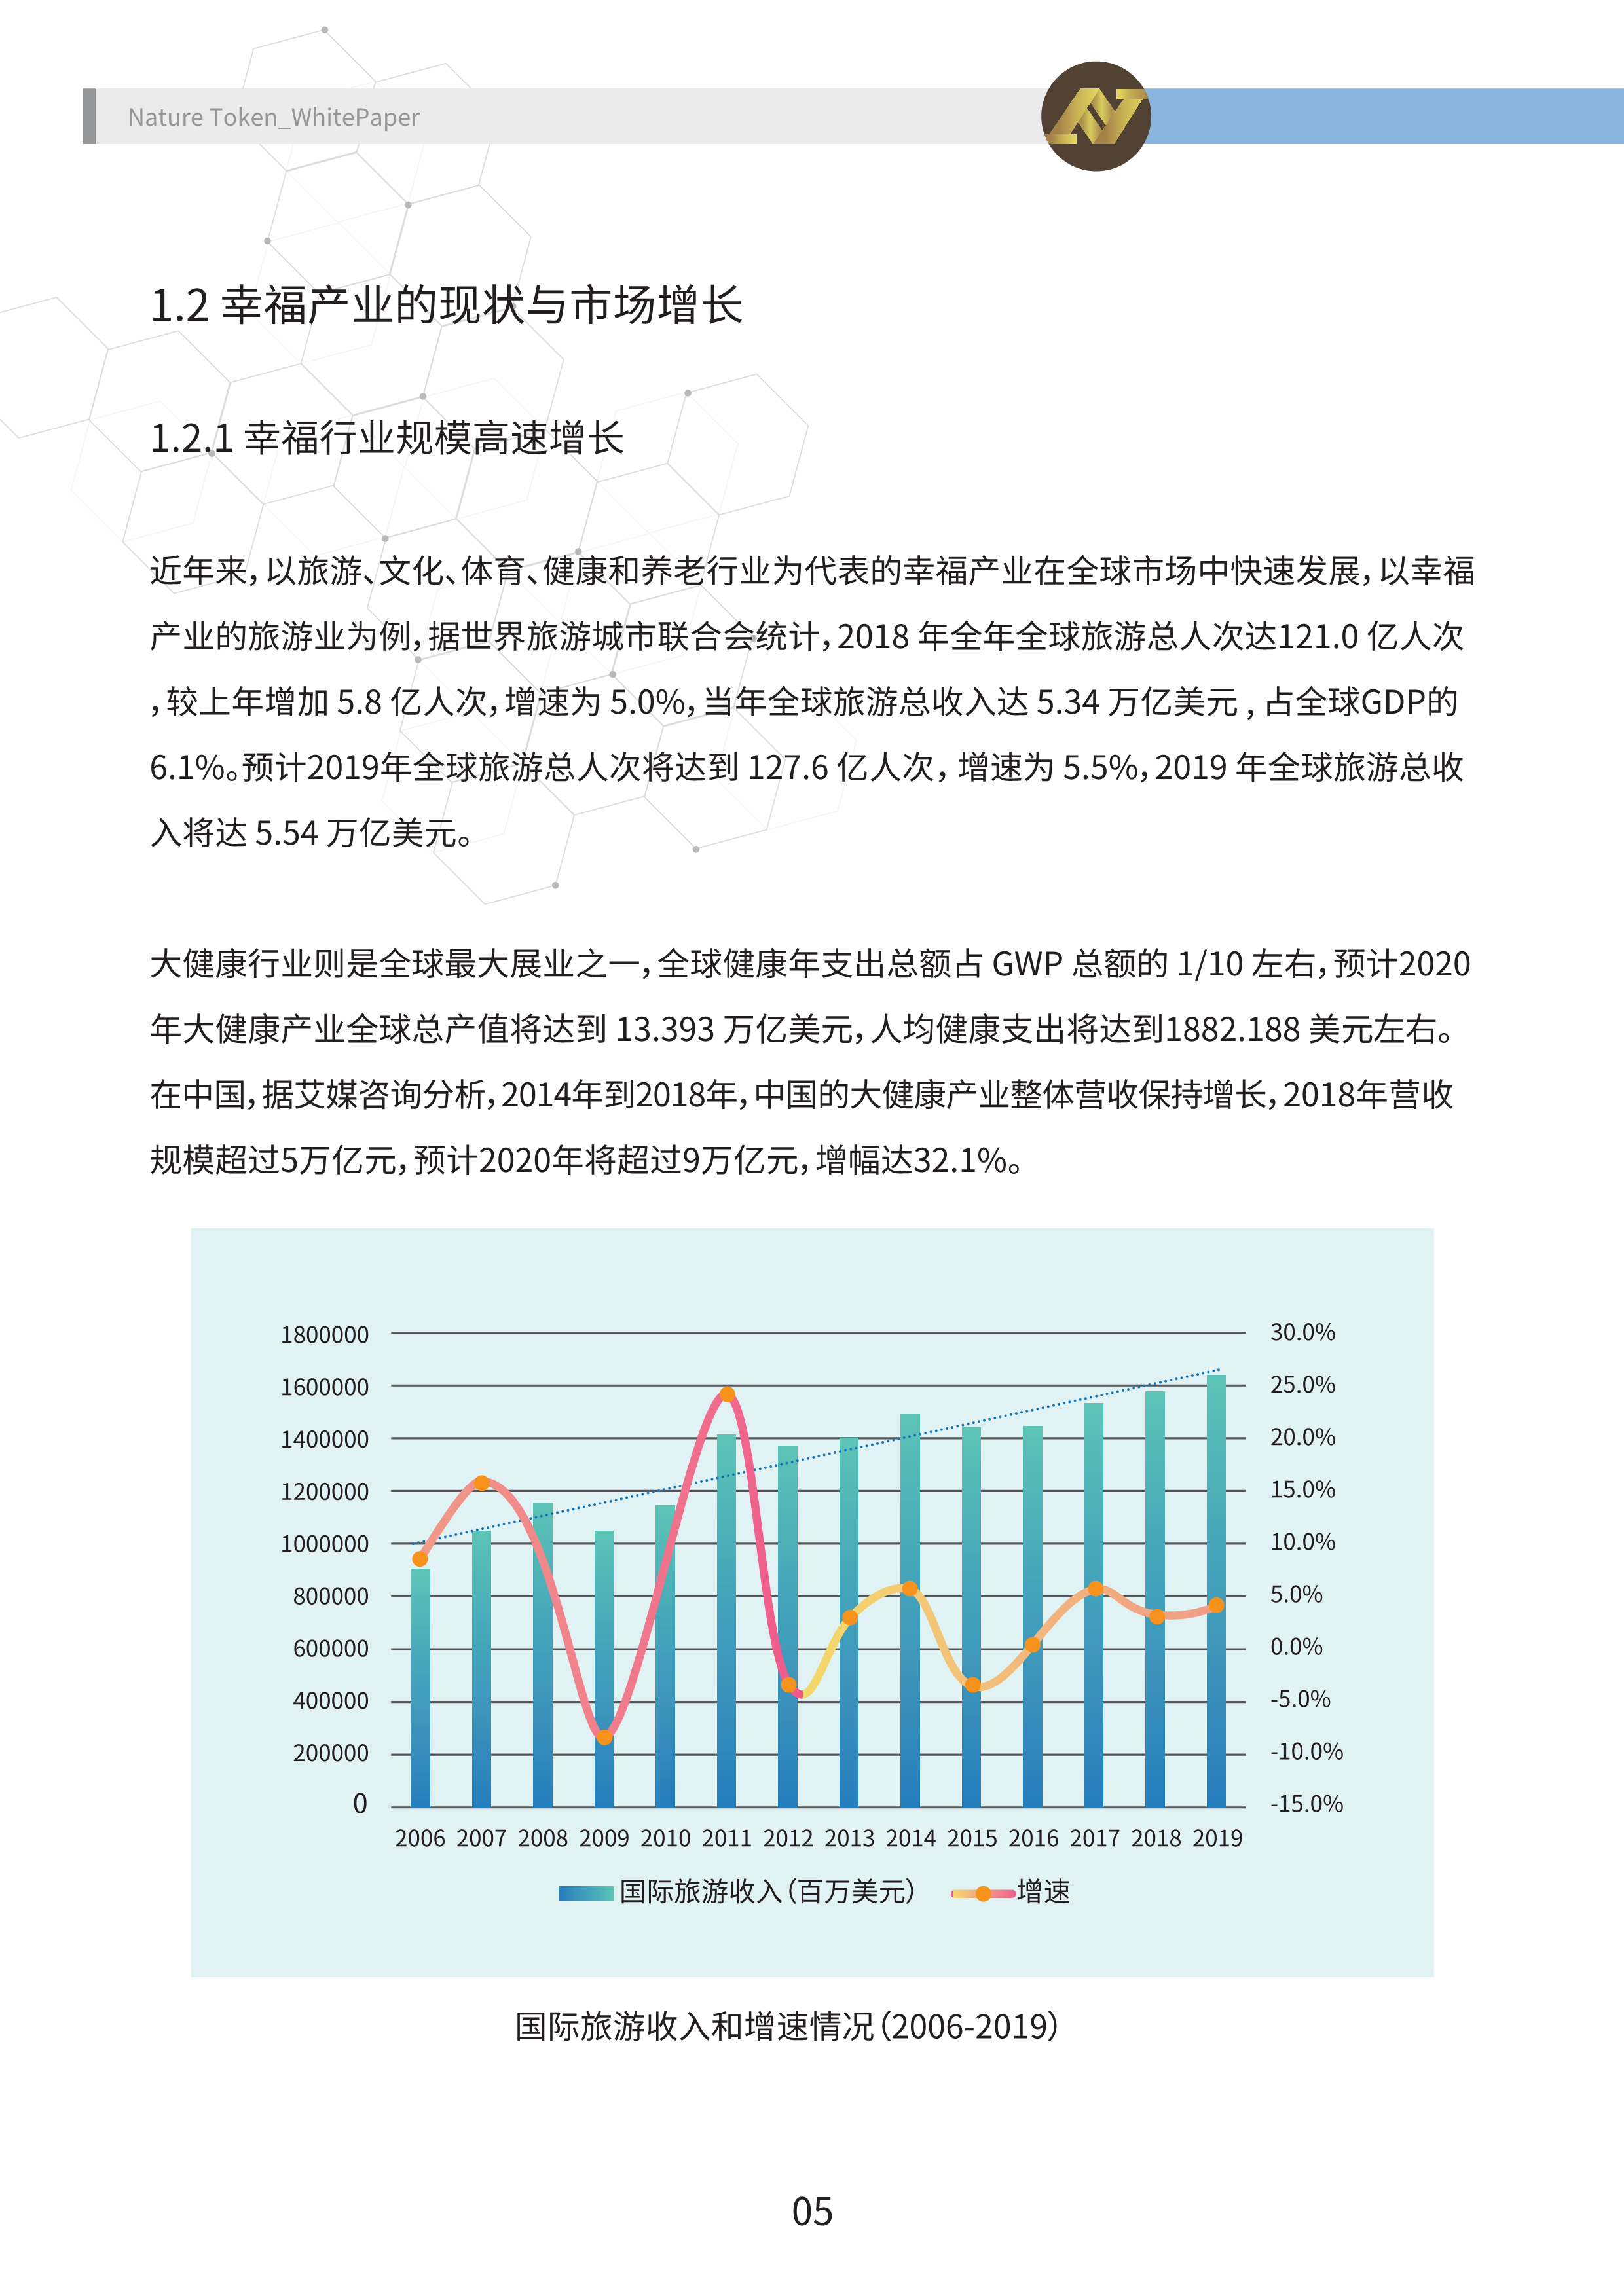 Nature Token_WhitePaper
1.2 幸福产业的现状与市场增长
1.2.1 幸福行业规模高速增长
近年来，以旅游、文化、体育、健康和养老行业为代表的幸福产业在全球市场中快速发展，以幸福
产业的旅游业为例，据世界旅游城市联合会统计，2018 年全年全球旅游总人次达121.0 亿人次
，较上年增加 5.8 亿人次，增速为 5.0%，当年全球旅游总收入达 5.34 万亿美元 , 占全球GDP的
6.1%。预计2019年全球旅游总人次将达到 127.6 亿人次，增速为 5.5%，2019 年全球旅游总收
入将达 5.54 万亿美元。
大健康行业则是全球最大展业之一，全球健康年支出总额占 GWP 总额的 1/10 左右，预计2020
年大健康产业全球总产值将达到 13.393 万亿美元，人均健康支出将达到1882.188 美元左右。
在中国，据艾媒咨询分析，2014年到2018年，中国的大健康产业整体营收保持增长，2018年营收
规模超过5万亿元，预计2020年将超过9万亿元，增幅达32.1%。
1800000
1600000
1400000
1200000
1000000
800000
600000
400000
200000
0
30.0%
25.0%
20.0%
15.0%
10.0%
5.0%
0.0%
-5.0%
-10.0%
-15.0%
2006 2007 2008 2009 2010 2011 2012 2013 2014 2015 2016 2017 2018 2019
国际旅游收入（百万美元） 增速
国际旅游收入和增速情况（2006-2019）
05